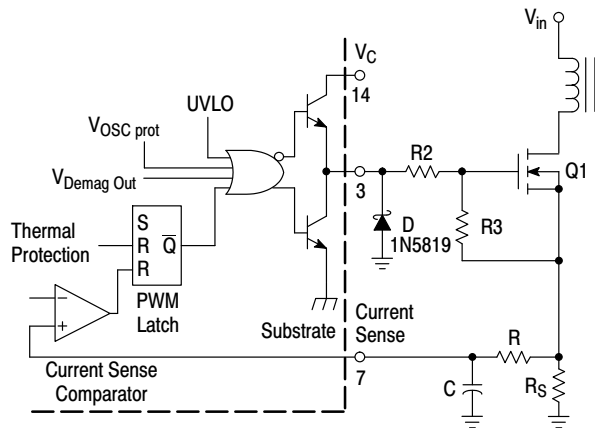 Vin
VC
14
UVLO
VOSC prot
VDemag Out
R2
Q1
3
Thermal
Protection
S
R
R
Q̅
D
1N5819
R3
PWM
Latch
Substrate
Current
Sense
−
+
Current Sense
Comparator
7
R
C
RS